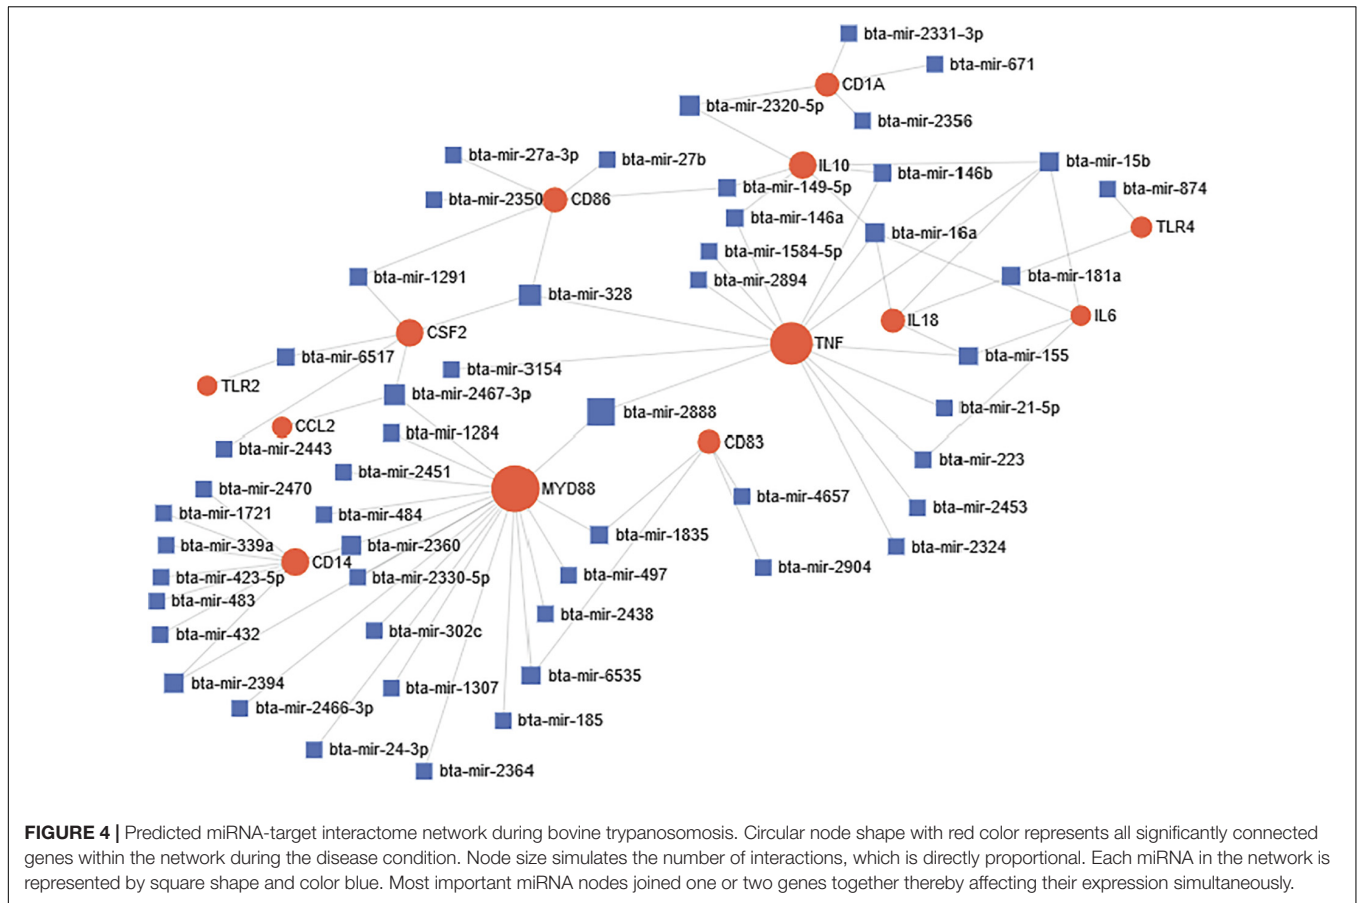 bta-mir-2331-3p
bta-mir-671
CD1A
bta-mir-2320-5p
bta-mir-2356
bta-mir-27a-3p
bta-mir-27b
IL10
bta-mir-15b
bta-mir-146b
bta-mir-149-5p
bta-mir-874
bta-mir-2350
CD86
bta-mir-146a
TLR4
bta-mir-16a
bta-mir-1584-5p
bta-mir-181a
bta-mir-1291
bta-mir-2894
bta-mir-328
IL6
IL18
CSF2
TNF
bta-mir-6517
bta-mir-155
bta-mir-3154
TLR2
bta-mir-2467-3p
bta-mir-21-5p
bta-mir-2888
CCL2
bta-mir-1284
CD83
bta-mir-2443
bta-mir-223
bta-mir-2451
bta-mir-2470
MYD88
bta-mir-4657
bta-mir-2453
bta-mir-1721
bta-mir-484
bta-mir-1835
bta-mir-339a
bta-mir-2360
bta-mir-2324
CD14
bta-mir-2904
bta-mir-497
bta-mir-423-5p
bta-mir-2330-5p
bta-mir-483
bta-mir-2438
bta-mir-302c
bta-mir-432
bta-mir-6535
bta-mir-2394
bta-mir-1307
bta-mir-2466-3p
bta-mir-185
bta-mir-24-3p
bta-mir-2364
FIGURE 4 | Predicted miRNA-target interactome network during bovine trypanosomosis. Circular node shape with red color represents all significantly connected
genes within the network during the disease condition. Node size simulates the number of interactions, which is directly proportional. Each miRNA in the network is
represented by square shape and color blue. Most important miRNA nodes joined one or two genes together thereby affecting their expression simultaneously.